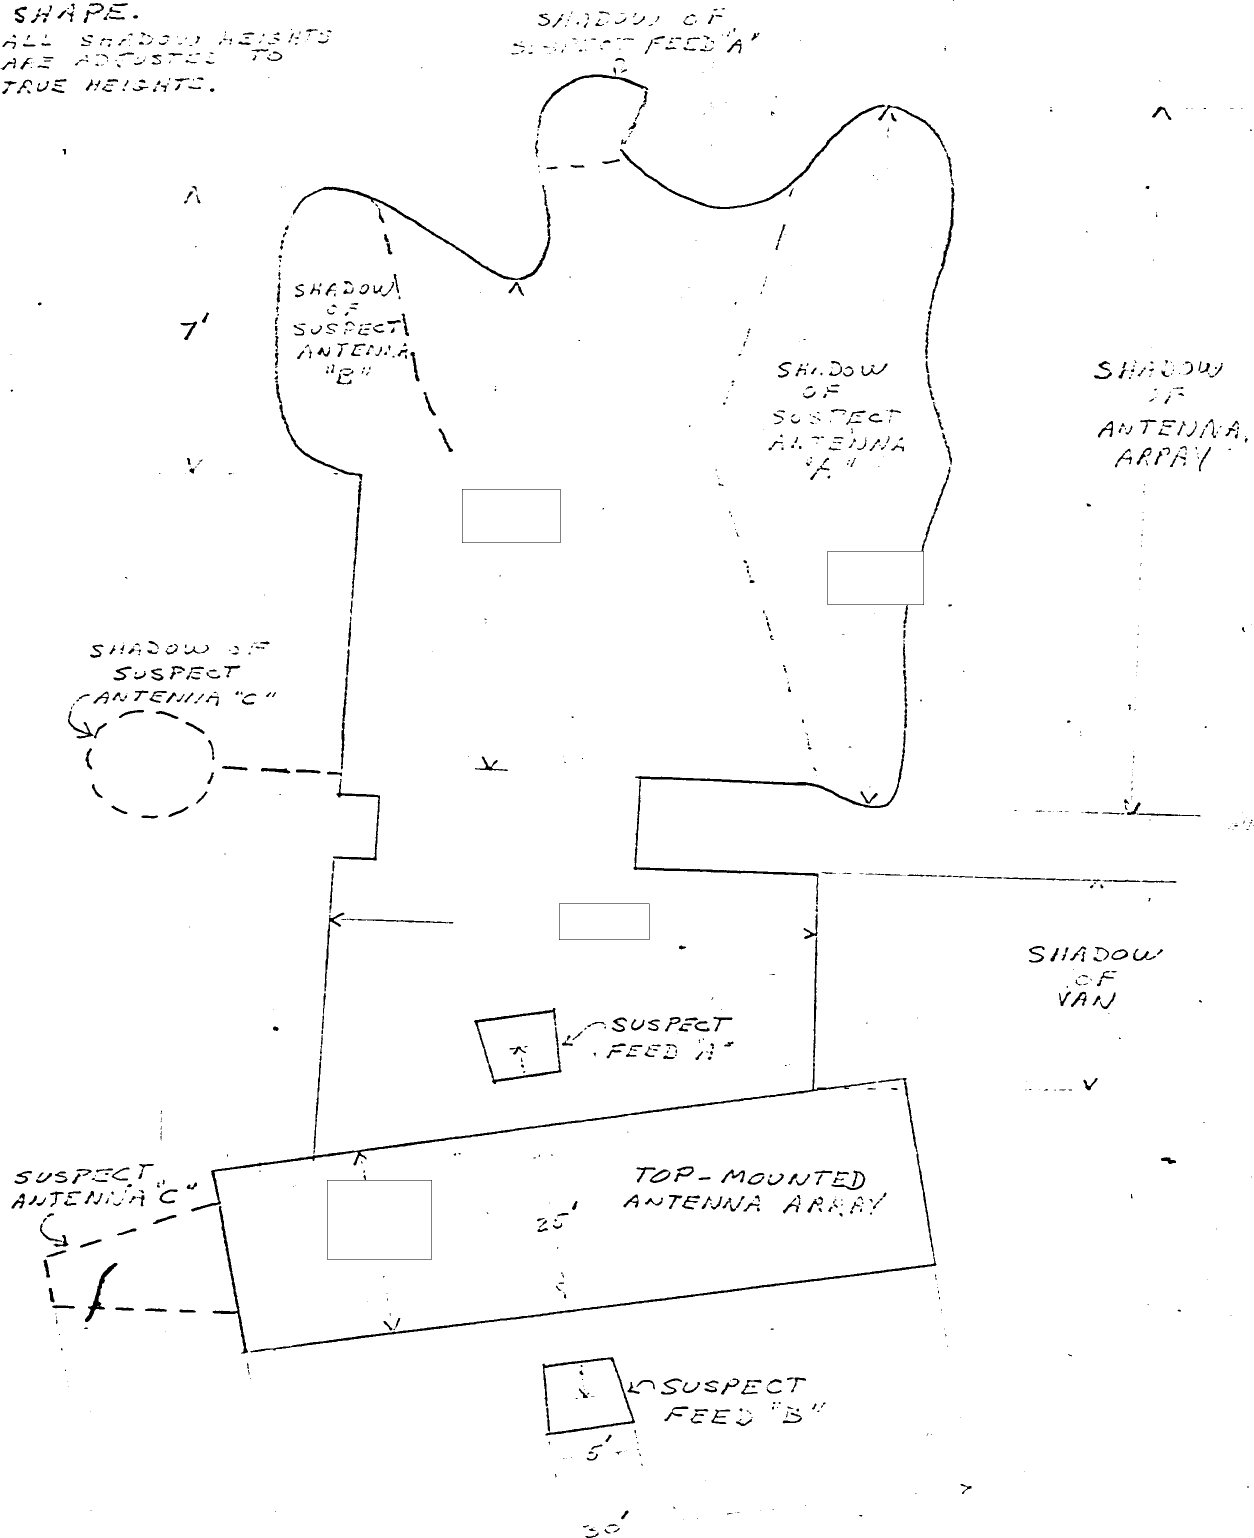 SHAPE.
ALL SHADOW HEIGHTS
ARE ADJUSTED TO
TRUE HEIGHTS.
SHADOW OF
SUSPECT FEED "A"
7'
SHADOW
OF
SUSPECT
ANTENNA
"B"
SHADOW
OF
SUSPECT
ANTENNA
"A"
SHADOW
OF
ANTENNA
ARRAY
SHADOW OF
SUSPECT
ANTENNA "C"
SHADOW
OF
VAN
SUSPECT
FEED "A"
SUSPECT
ANTENNA "C"
TOP-MOUNTED
ANTENNA ARRAY
25'
SUSPECT
FEED "B"
5'
30'